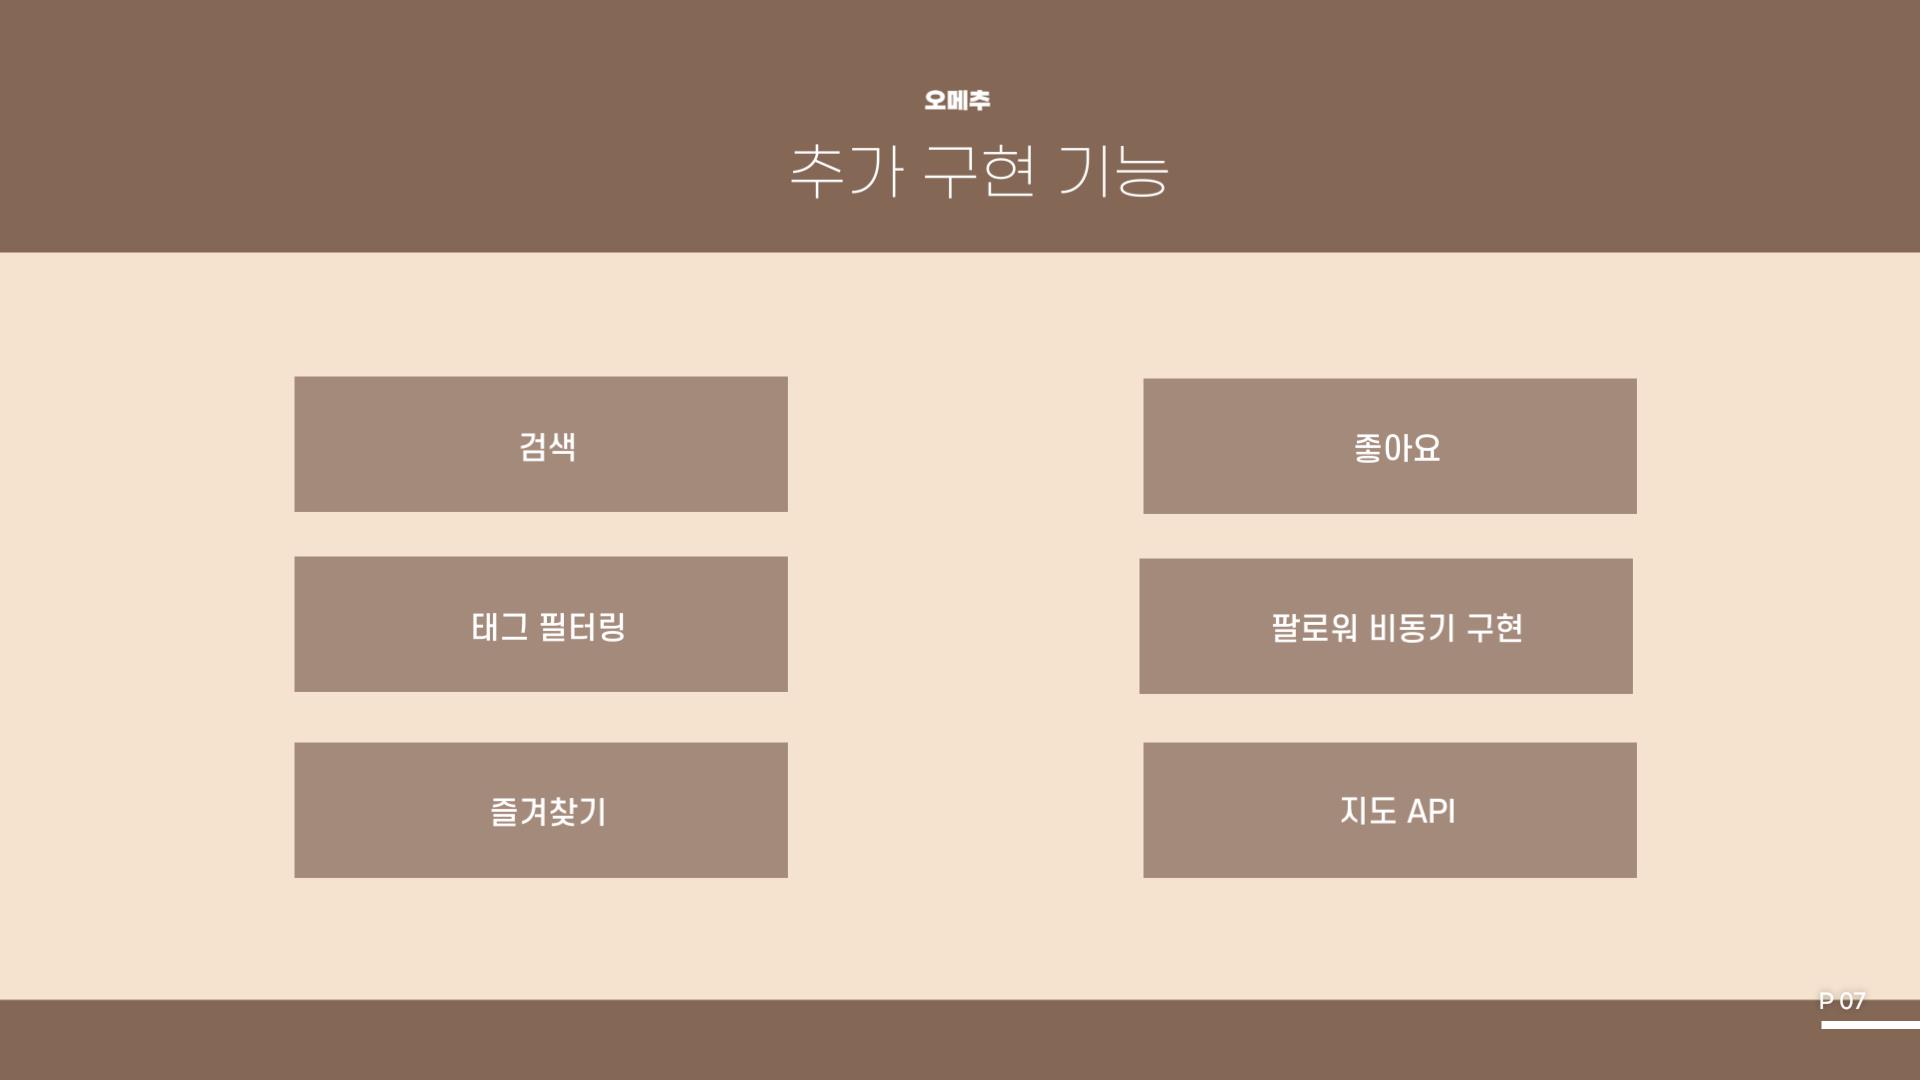 오메추
추가 구현 기능
검색
태그 필터링
즐겨찾기
좋아요
팔로워 비동기 구현
지도 API
P 07